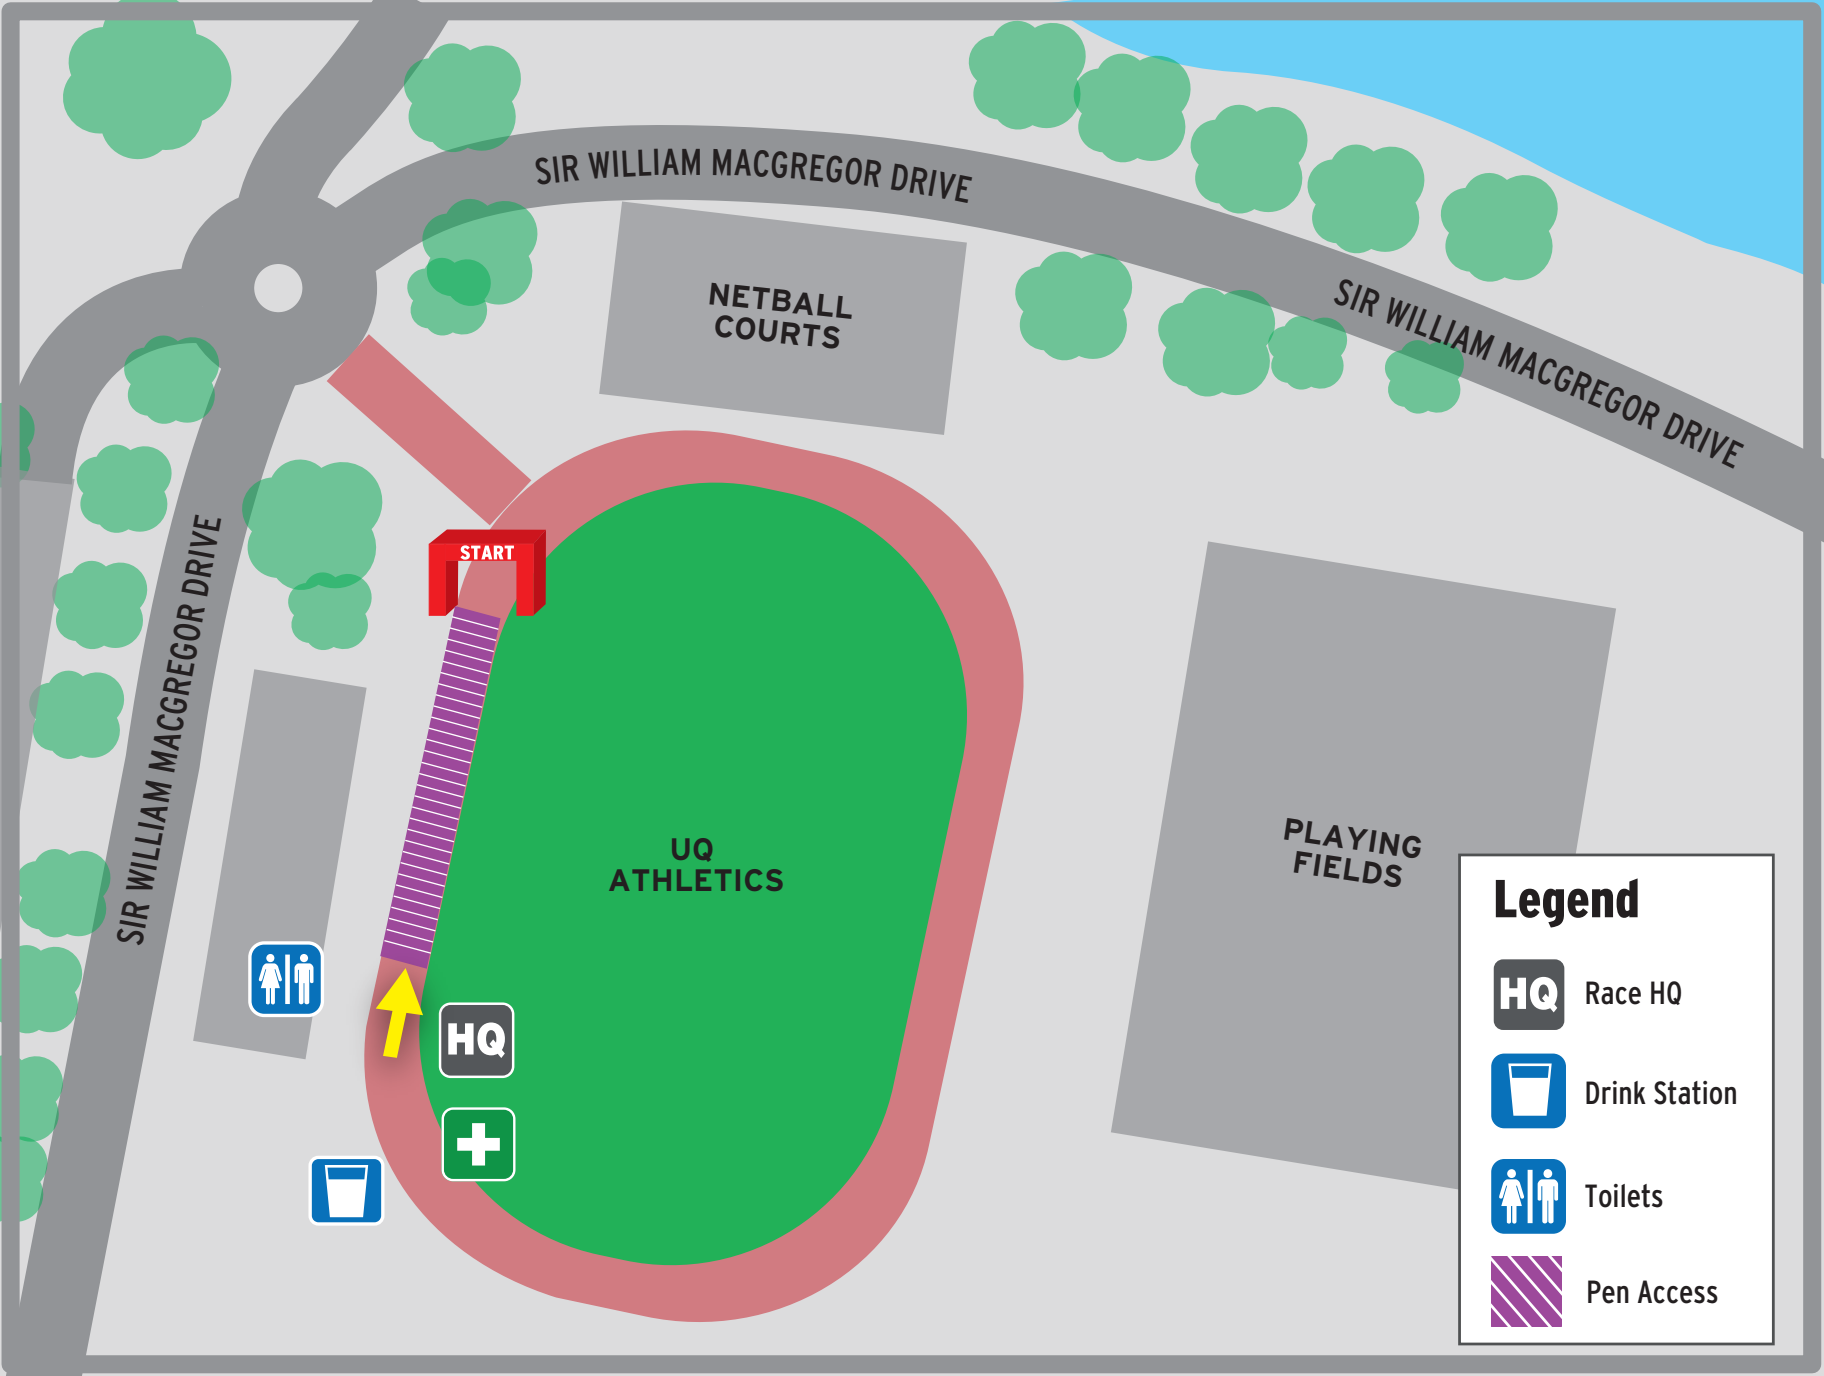 SIR WILLIAM MACGREGOR DRIVE
NETBALL
COURTS
SIR WILLIAM MACGREGOR DRIVE
SIR WILLIAM MACGREGOR DRIVE
START
UQ
ATHLETICS
PLAYING
FIELDS
HQ
Legend
HQ Race HQ
Drink Station
Toilets
Pen Access